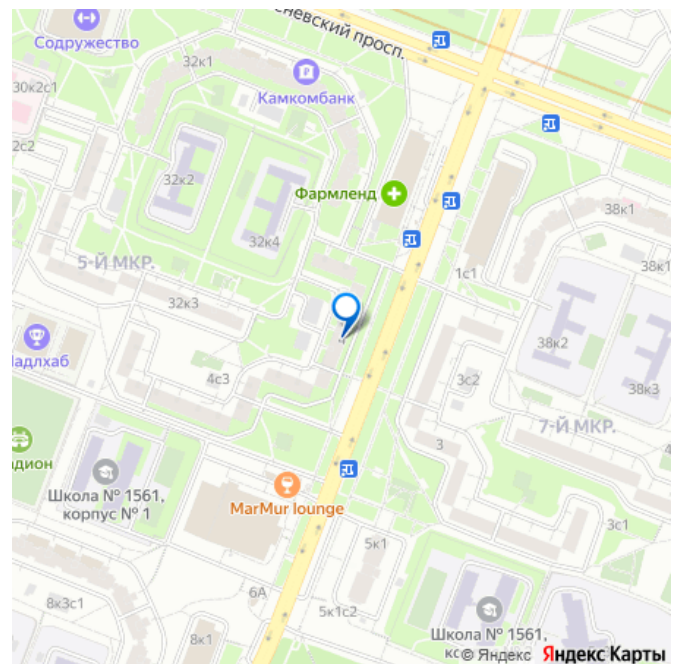 Содружество
невский просп.
32к1
30к2с1
Камкомбанк
2с2
32к2
Фармленд
38к1
32к4
5-Й МКР.
1с1
38к1
32к3
Падлхаб
38к2
4с3
3с2
38к3
7-Й МКР.
3
дион
Школа № 1561,
корпус № 1
MarMur lounge
3с1
5к1
6А
8к3с1
5к1с2
8к1
Школа № 1561,
© Яндекс Яндекс Карты